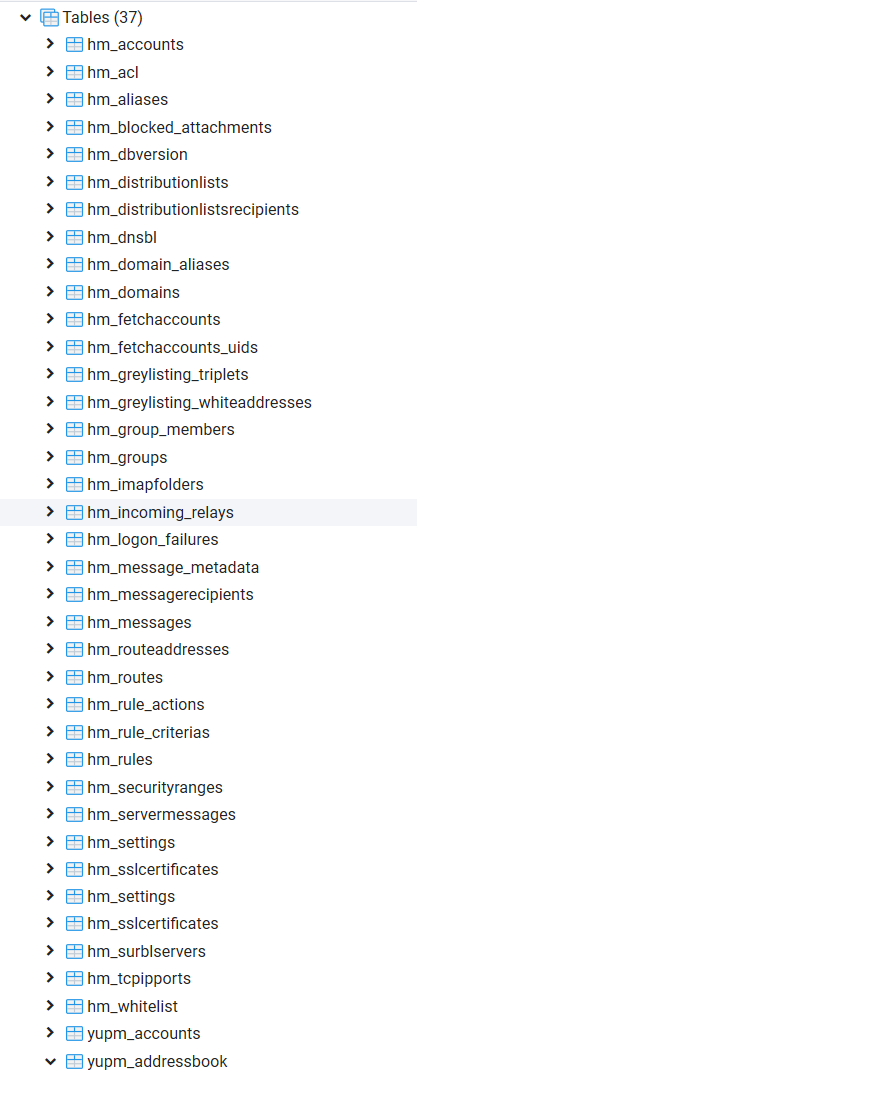 Tables (37)
hm_accounts
hm_acl
hm_aliases
hm_blocked_attachments
hm_dbversion
hm_distributionlists
hm_distributionlistsrecipients
hm_dnsbl
hm_domain_aliases
hm_domains
hm_fetchaccounts
hm_fetchaccounts_uids
hm_greylisting_triplets
hm_greylisting_whiteaddresses
hm_group_members
hm_groups
hm_imapfolders
hm_incoming_relays
hm_logon_failures
hm_message_metadata
hm_messagerecipients
hm_messages
hm_routeaddresses
hm_routes
hm_rule_actions
hm_rule_criterias
hm_rules
hm_securityranges
hm_servermessages
hm_settings
hm_sslcertificates
hm_settings
hm_sslcertificates
hm_surblservers
hm_tcpipports
hm_whitelist
yupm_accounts
yupm_addressbook